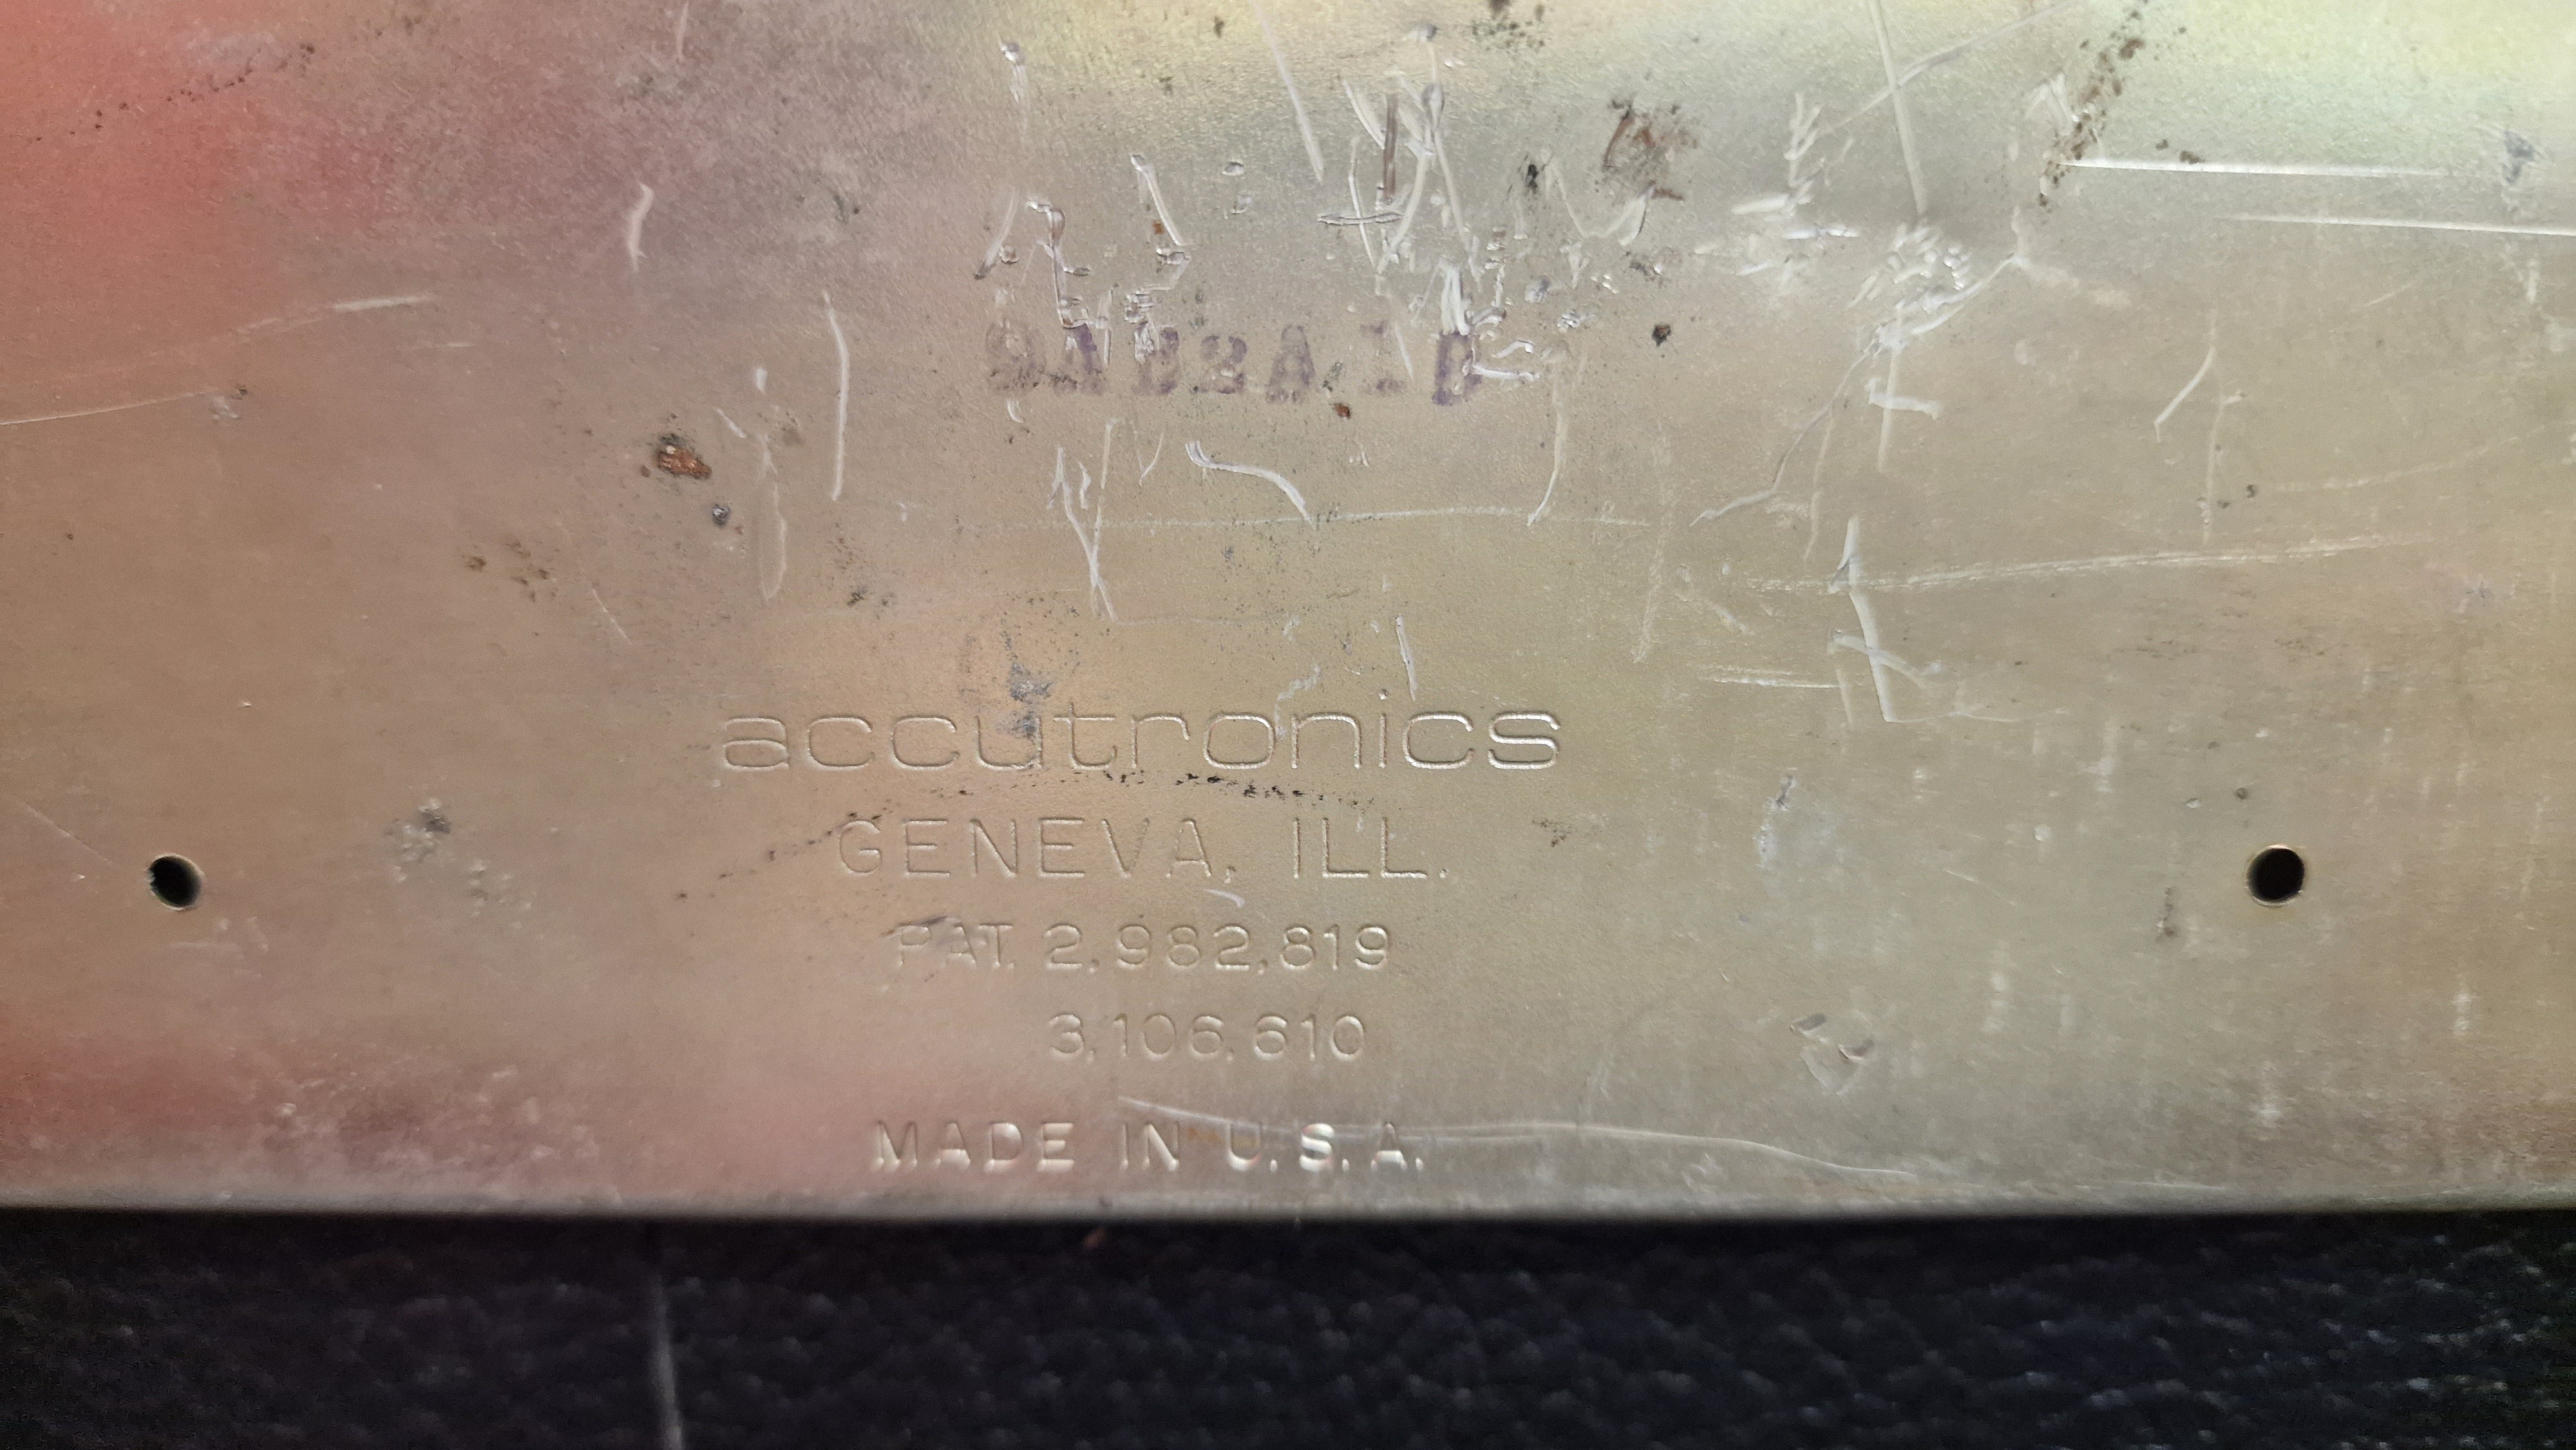 accutronics
GENEVA, ILL.
PAT. 2,982,819
3,106,610
MADE IN U.S.A.